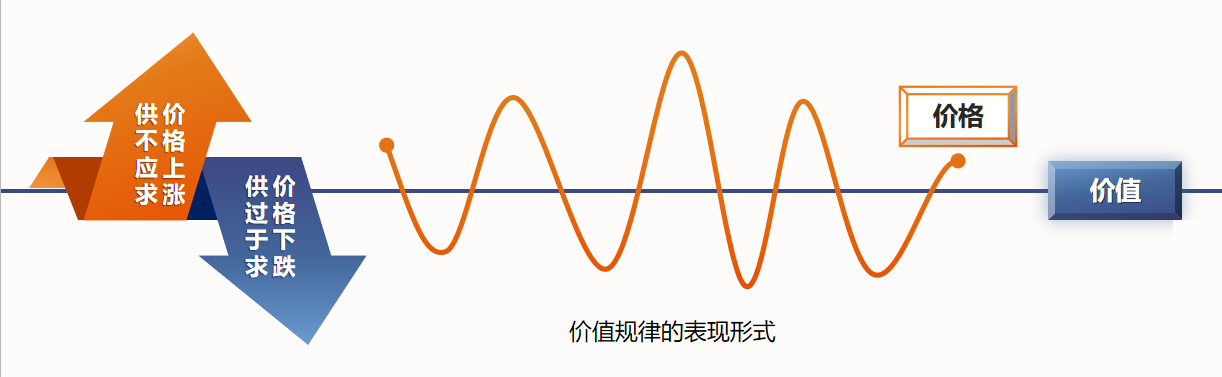 供不应求
价格上涨
供过于求
价格下跌
价格
价值
价值规律的表现形式